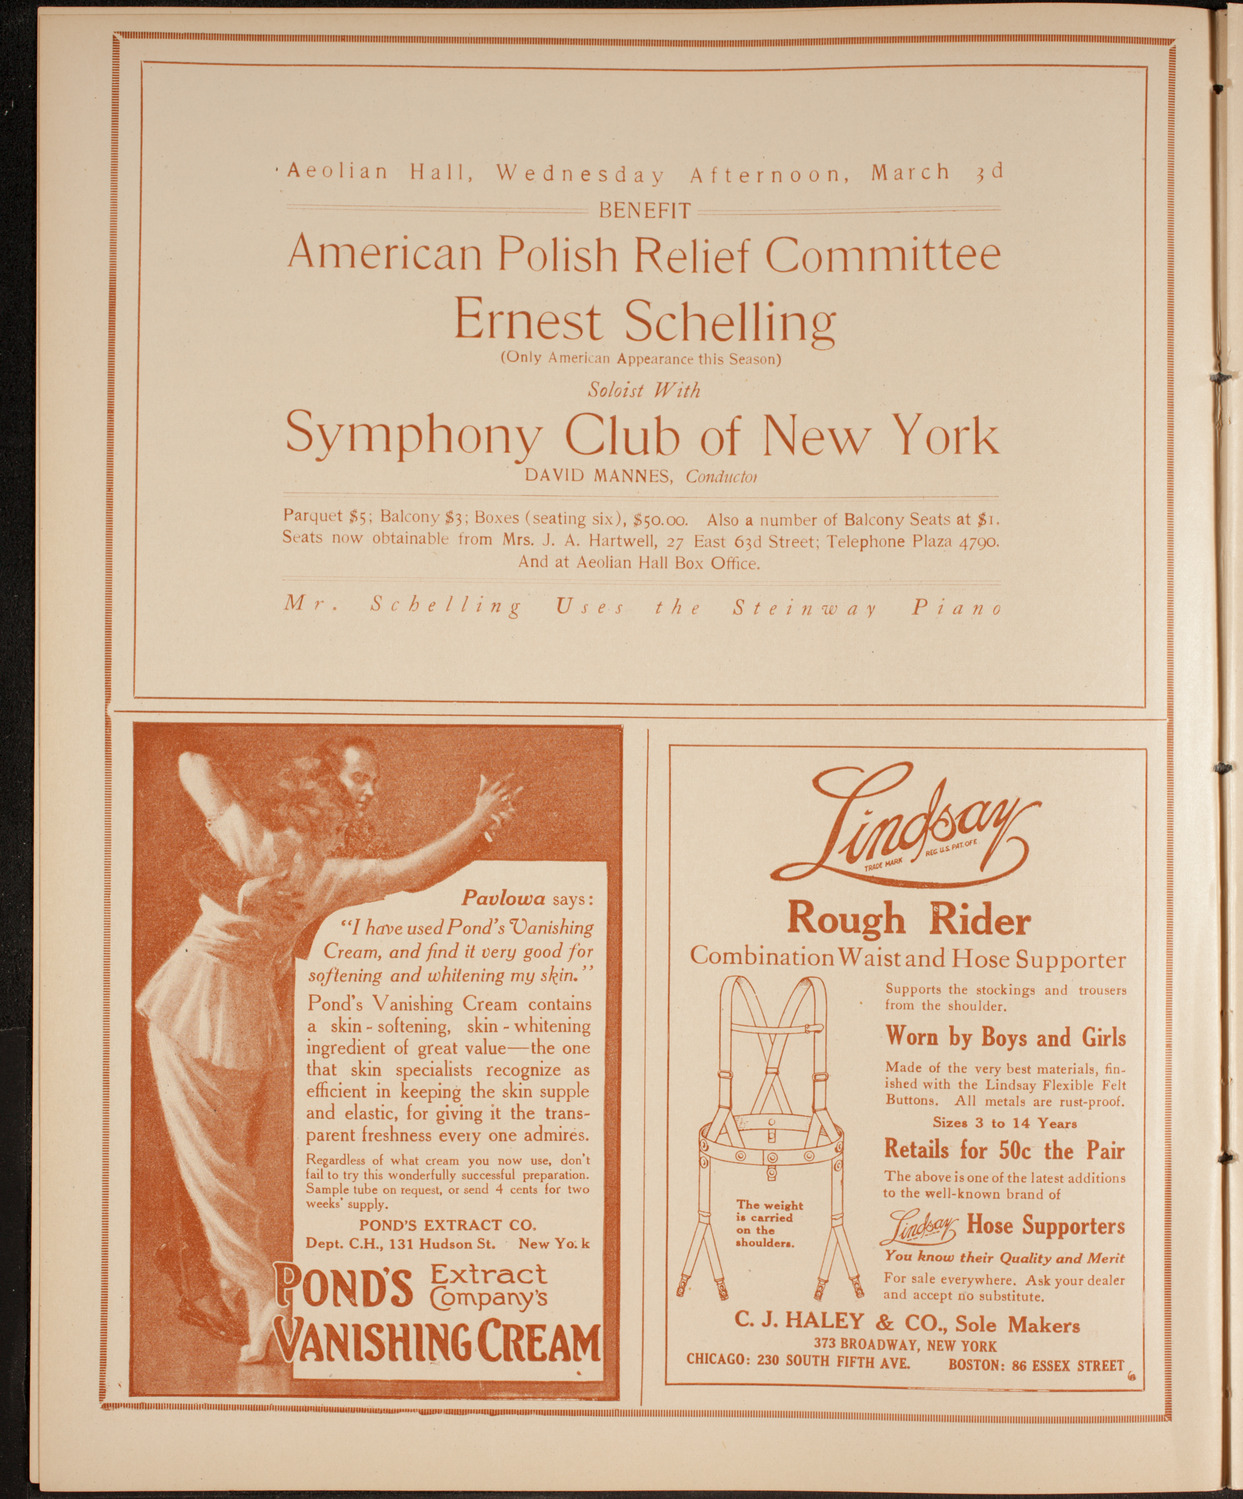 Aeolian Hall, Wednesday Afternoon, March 3d
BENEFIT
American Polish Relief Committee
Ernest Schelling
(Only American Appearance this Season)
Soloist With
Symphony Club of New York
DAVID MANNES, Conductor
Parquet $5; Balcony $3; Boxes (seating six), $50.00. Also a number of Balcony Seats at $1.
Seats now obtainable from Mrs. J. A. Hartwell, 27 East 63d Street; Telephone Plaza 4790.
And at Aeolian Hall Box Office.
Mr. Schelling Uses the Steinway Piano
Pavlowa says:
"I have used Pond's Vanishing
Cream, and find it very good for
softening and whitening my skin."
Pond's Vanishing Cream contains
a skin-softening, skin-whitening
ingredient of great value—the one
that skin specialists recognize as
efficient in keeping the skin supple
and elastic, for giving it the trans-
parent freshness every one admires.
Regardless of what cream you now use, don't
fail to try this wonderfully successful preparation.
Sample tube on request, or send 4 cents for two
weeks' supply.
POND'S EXTRACT CO.
Dept. C.H., 131 Hudson St. New Yo.k
POND'S Extract
Company's
VANISHING CREAM
Lindsay
TRADE MARK REG. U.S. PAT. OFF.
Rough Rider
Combination Waist and Hose Supporter
Supports the stockings and trousers
from the shoulder.
Worn by Boys and Girls
Made of the very best materials, fin-
ished with the Lindsay Flexible Felt
Buttons. All metals are rust-proof.
Sizes 3 to 14 Years
Retails for 50c the Pair
The above is one of the latest additions
to the well-known brand of
Lindsay Hose Supporters
You know their Quality and Merit
For sale everywhere. Ask your dealer
and accept no substitute.
The weight
is carried
on the
shoulders.
C. J. HALEY & CO., Sole Makers
373 BROADWAY, NEW YORK
CHICAGO: 230 SOUTH FIFTH AVE. BOSTON: 86 ESSEX STREET